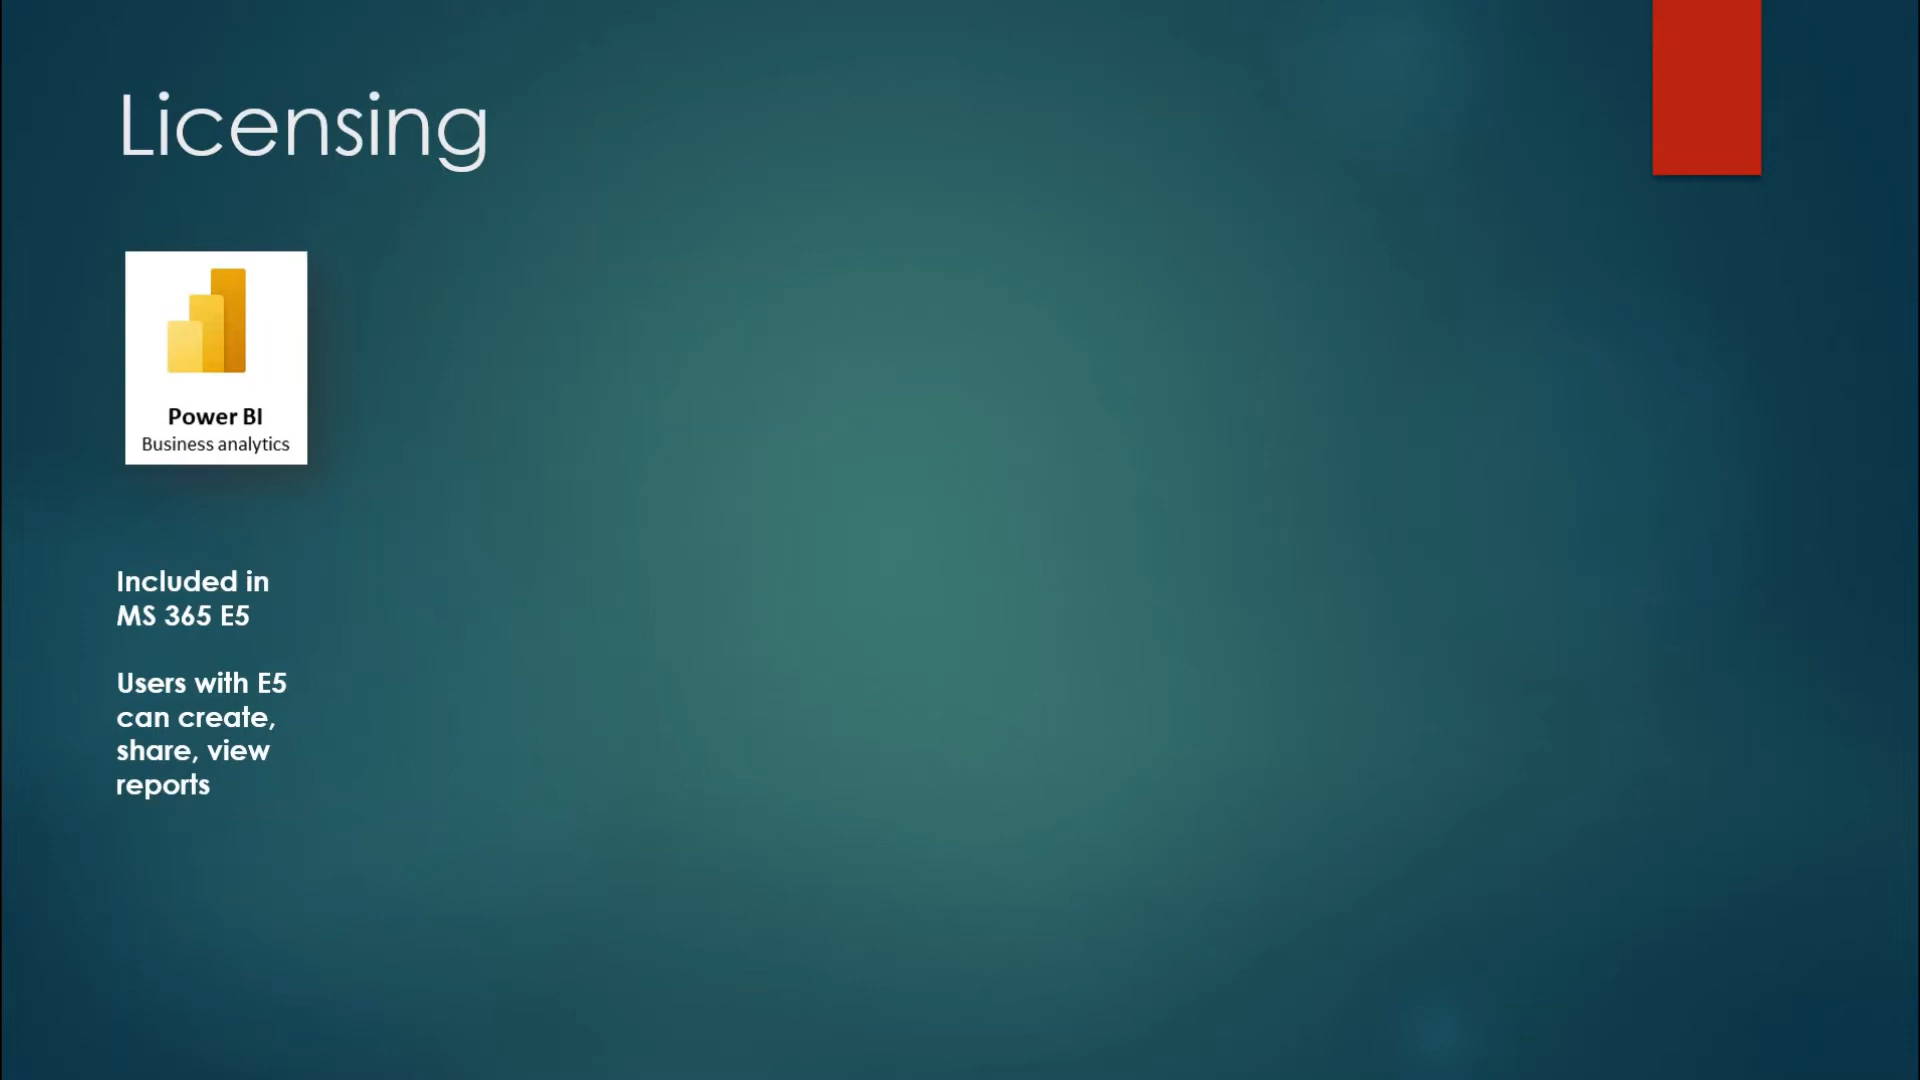 Licensing
Power BI
Business analytics
Included in
MS 365 E5
Users with E5
can create,
share, view
reports